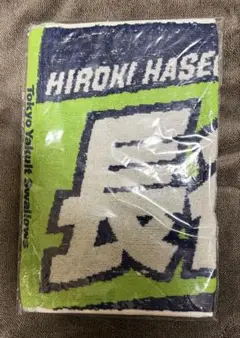 HIROKI HASE
Tokyo Yakult Swallows
長